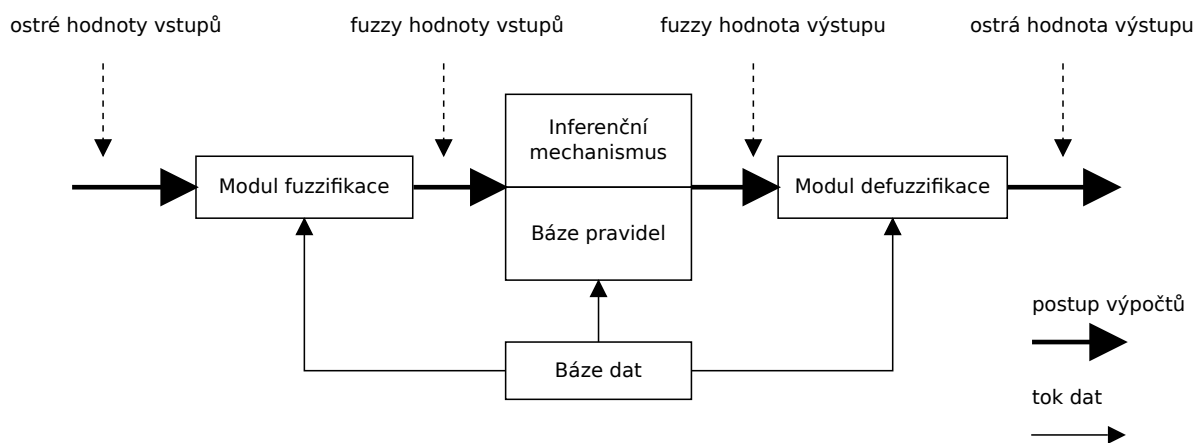 ostré hodnoty vstupů
fuzzy hodnoty vstupů
fuzzy hodnota výstupu
ostrá hodnota výstupu
Modul fuzzifikace
Inferenční
mechanismus
Báze pravidel
Modul defuzzifikace
Báze dat
postup výpočtů
tok dat